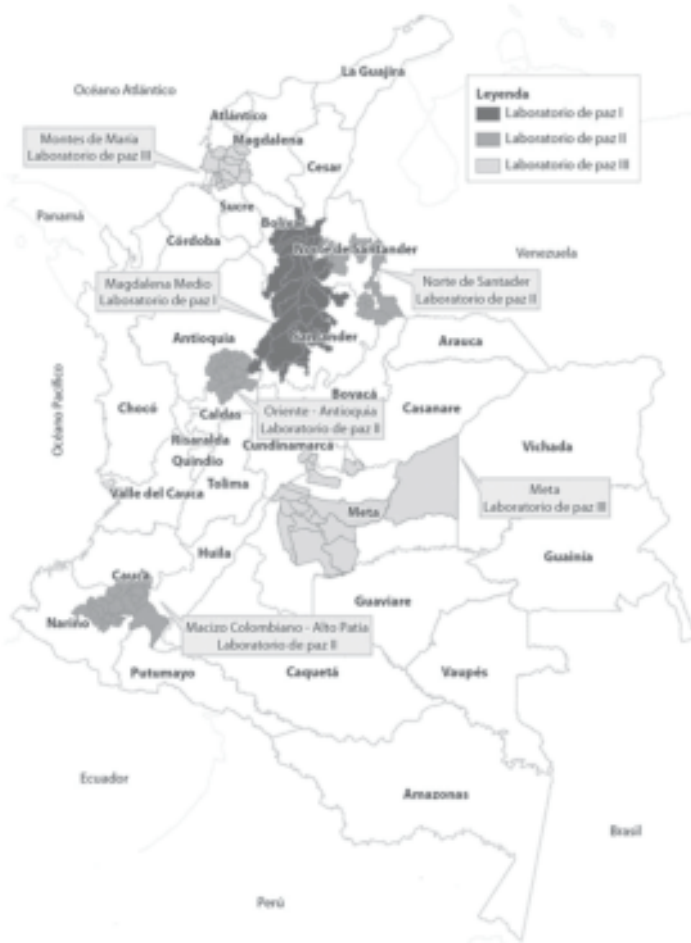 La Guajira
Océano Atlántico
Leyenda
Laboratorio de paz I
Laboratorio de paz II
Laboratorio de paz III
Atlántico
Magdalena
Montes de María
Laboratorio de paz III
Cesar
Sucre
Panamá
Bolívar
Córdoba
Norte de Santander
Venezuela
Magdalena Medio
Laboratorio de paz I
Norte de Santader
Laboratorio de paz II
Antioquia
Santander
Arauca
Océano Pacífico
Boyacá
Chocó
Caldas
Oriente - Antioquia
Laboratorio de paz II
Casanare
Risaralda
Cundinamarca
Vichada
Quindio
Tolima
Valle del Cauca
Meta
Laboratorio de paz III
Meta
Huila
Guainia
Cauca
Guaviare
Nariño
Macizo Colombiano - Alto Patía
Laboratorio de paz II
Putumayo
Caquetá
Vaupés
Ecuador
Amazonas
Brasil
Perú